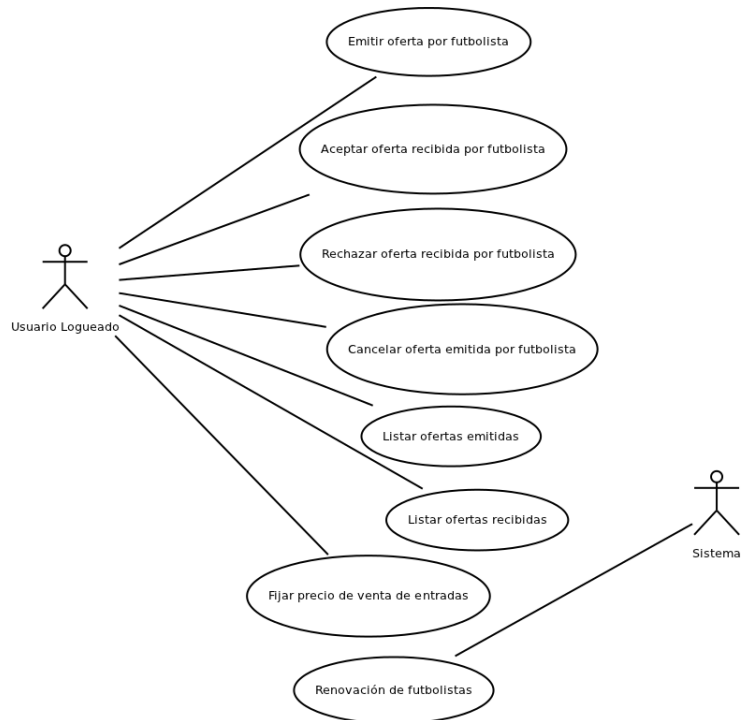 Emitir oferta por futbolista
Aceptar oferta recibida por futbolista
Rechazar oferta recibida por futbolista
Usuario Logueado
Cancelar oferta emitida por futbolista
Listar ofertas emitidas
Listar ofertas recibidas
Sistema
Fijar precio de venta de entradas
Renovación de futbolistas